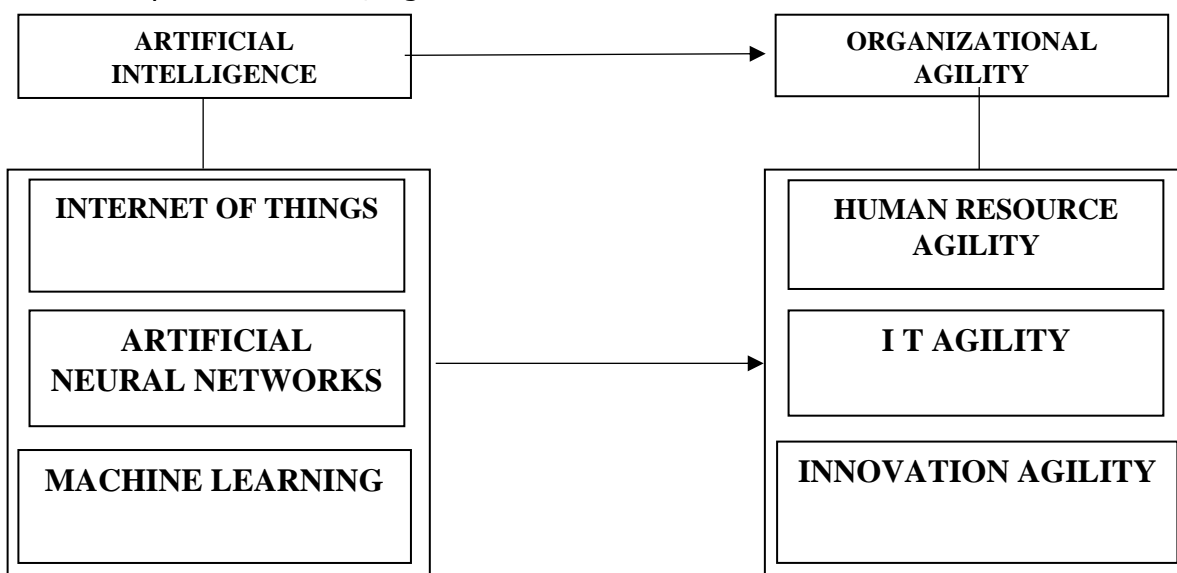 ARTIFICIAL
INTELLIGENCE
ORGANIZATIONAL
AGILITY
INTERNET OF THINGS
ARTIFICIAL
NEURAL NETWORKS
MACHINE LEARNING
HUMAN RESOURCE
AGILITY
I T AGILITY
INNOVATION AGILITY